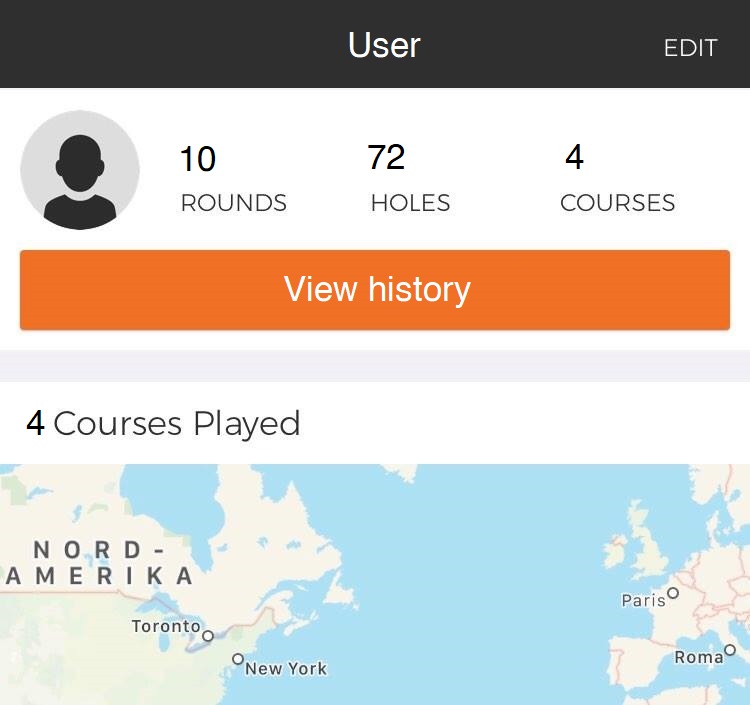 User
EDIT
10
72
4
ROUNDS
HOLES
COURSES
View history
4 Courses Played
NORD-
AMERIKA
Toronto
New York
Paris
Roma